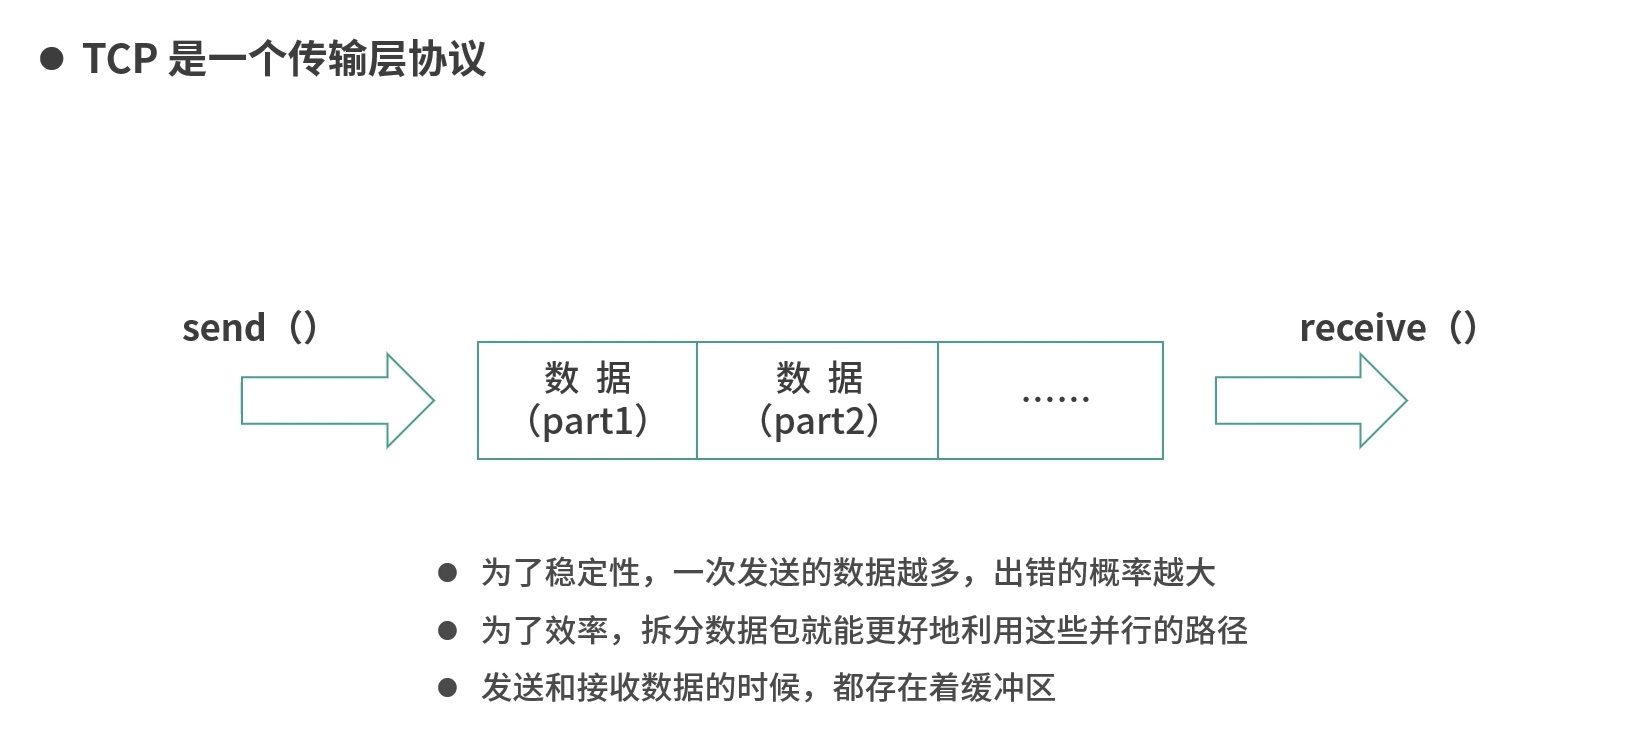 ● TCP 是一个传输层协议
send（）
receive（）
数 据
（part1）
数 据
（part2）
……
● 为了稳定性，一次发送的数据越多，出错的概率越大
● 为了效率，拆分数据包就能更好地利用这些并行的路径
● 发送和接收数据的时候，都存在着缓冲区